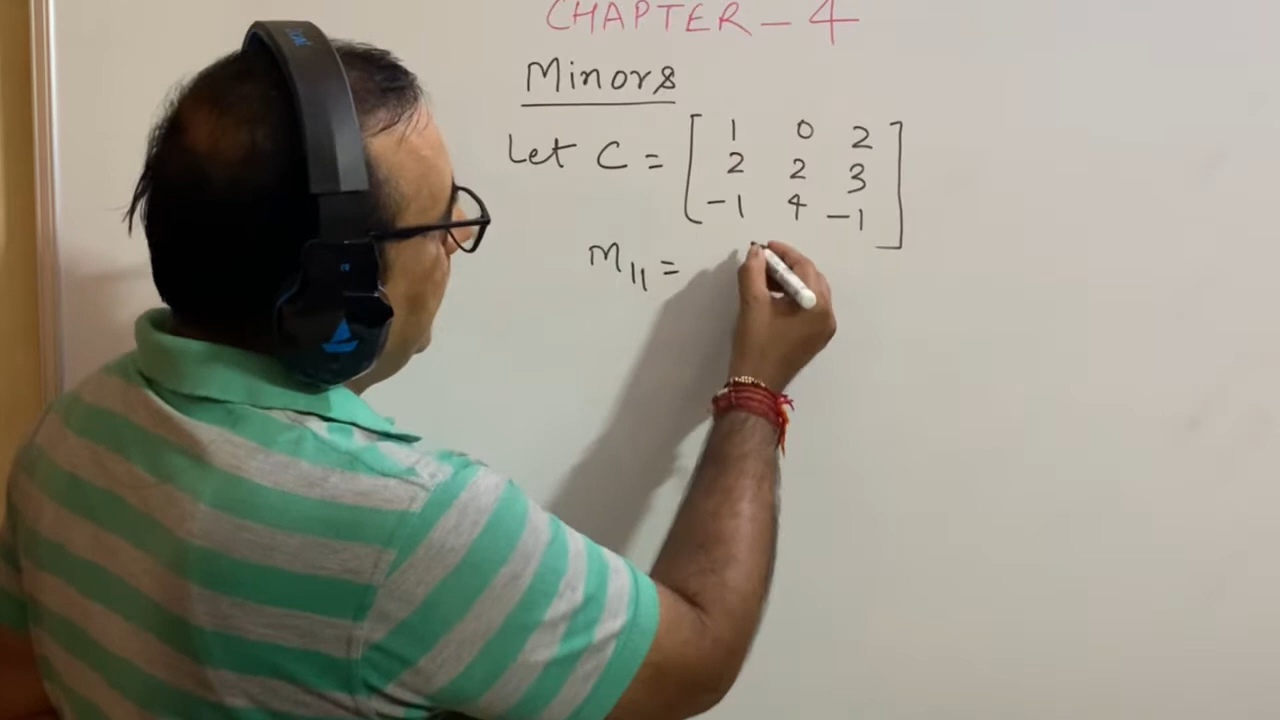 CHAPTER - 4
Minors
Let C = [ 1 0 2
2 2 3
-1 4 -1 ]
M₁₁ =